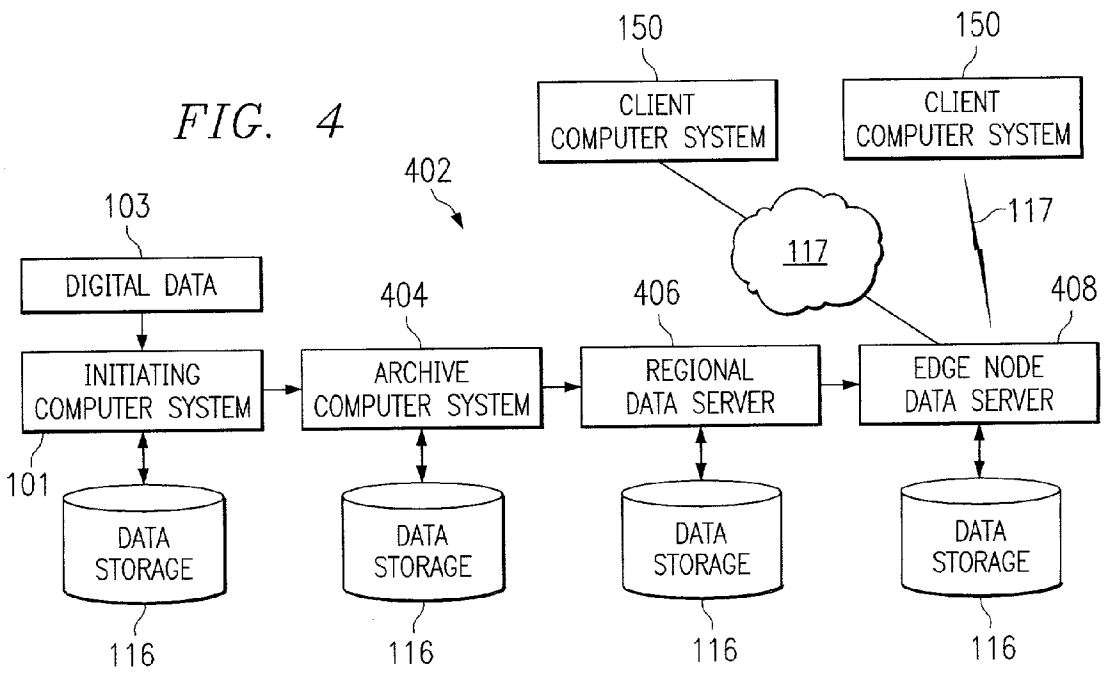 150
150
CLIENT
COMPUTER SYSTEM
CLIENT
COMPUTER SYSTEM
FIG. 4
402
103
117
117
DIGITAL DATA
404
406
408
INITIATING
COMPUTER SYSTEM
ARCHIVE
COMPUTER SYSTEM
REGIONAL
DATA SERVER
EDGE NODE
DATA SERVER
101
DATA
STORAGE
DATA
STORAGE
DATA
STORAGE
DATA
STORAGE
116
116
116
116